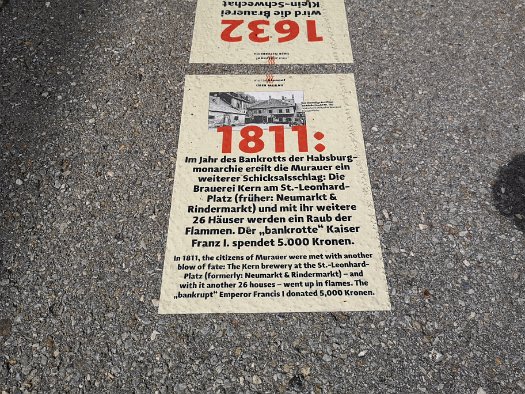 1632
wird die Brauerei
Klein-Schwechat
1811:
Im Jahr des Bankrotts der Habsburg-
monarchie ereilt die Murauer ein
weiterer Schicksalsschlag: Die
Brauerei Kern am St.-Leonhard-
Platz (früher: Neumarkt &
Rindermarkt) und mit ihr weitere
26 Häuser werden ein Raub der
Flammen. Der „bankrotte“ Kaiser
Franz I. spendet 5.000 Kronen.
In 1811, the citizens of Murauer were met with another
blow of fate: The Kern brewery at the St.-Leonhard-
Platz (formerly: Neumarkt & Rindermarkt) – and
with it another 26 houses – went up in flames. The
„bankrupt“ Emperor Francis I donated 5,000 Kronen.